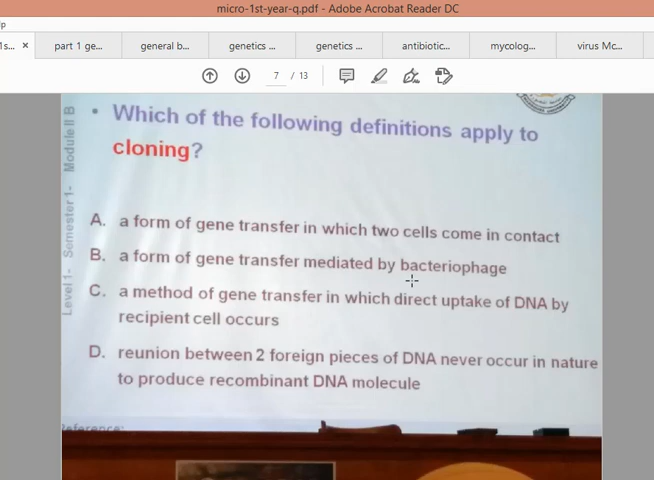 micro-1st-year-q.pdf - Adobe Acrobat Reader DC
lp
1s... × part 1 ge... general b... genetics ... genetics ... antibiotic... mycolog... virus Mc...
7 / 13
Level 1- Semester 1- Module II B
• Which of the following definitions apply to
cloning?
A. a form of gene transfer in which two cells come in contact
B. a form of gene transfer mediated by bacteriophage
C. a method of gene transfer in which direct uptake of DNA by
recipient cell occurs
D. reunion between 2 foreign pieces of DNA never occur in nature
to produce recombinant DNA molecule